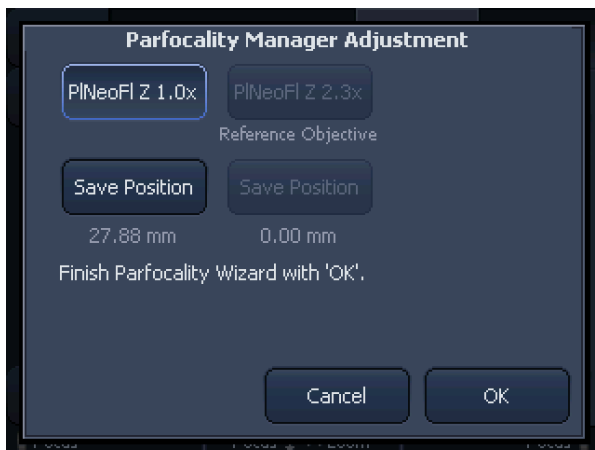 Parfocality Manager Adjustment
PlNeoFl Z 1.0x PlNeoFl Z 2.3x
Reference Objective
Save Position Save Position
27.88 mm 0.00 mm
Finish Parfocality Wizard with 'OK'.
Cancel OK